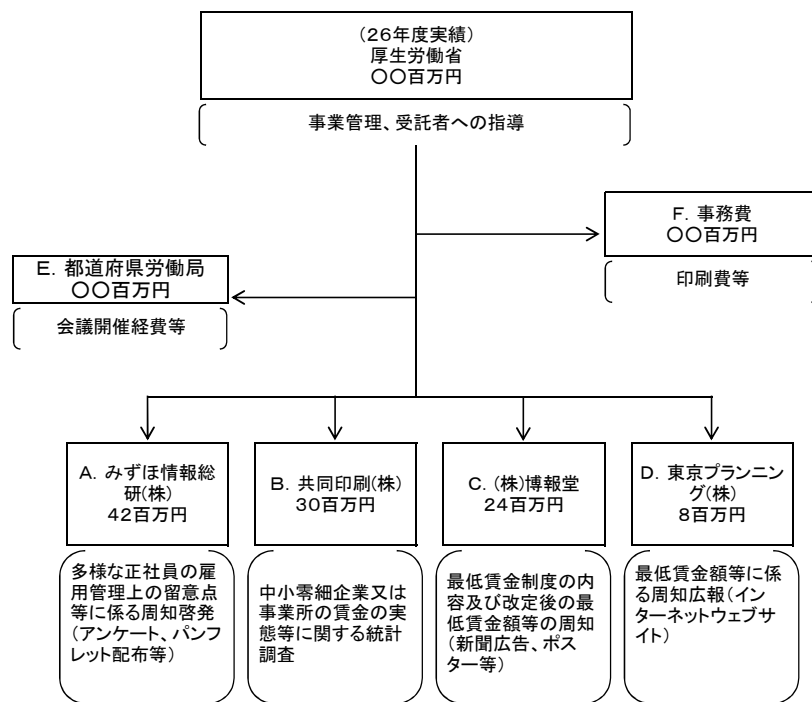 (26年度実績)
厚生労働省
〇〇百万円
事業管理、受託者への指導
F. 事務費
〇〇百万円
印刷費等
E. 都道府県労働局
〇〇百万円
会議開催経費等
A. みずほ情報総
研(株)
42百万円
B. 共同印刷(株)
30百万円
C. (株)博報堂
24百万円
D. 東京プランニン
グ(株)
8百万円
多様な正社員の雇
用管理上の留意点
等に係る周知啓発
(アンケート、パンフ
レット配布等)
中小零細企業又は
事業所の賃金の実
態等に関する統計
調査
最低賃金制度の内
容及び改定後の最
低賃金額等の周知
(新聞広告、ポス
ター等)
最低賃金額等に係
る周知広報(イン
ターネットウェブサ
イト)